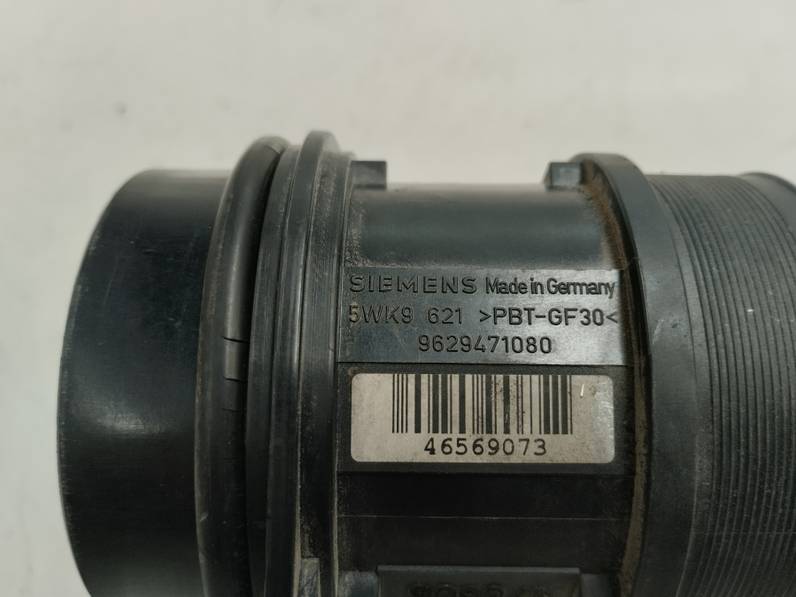 SIEMENS Made in Germany
5WK9 621 >PBT-GF30<
9629471080
46569073